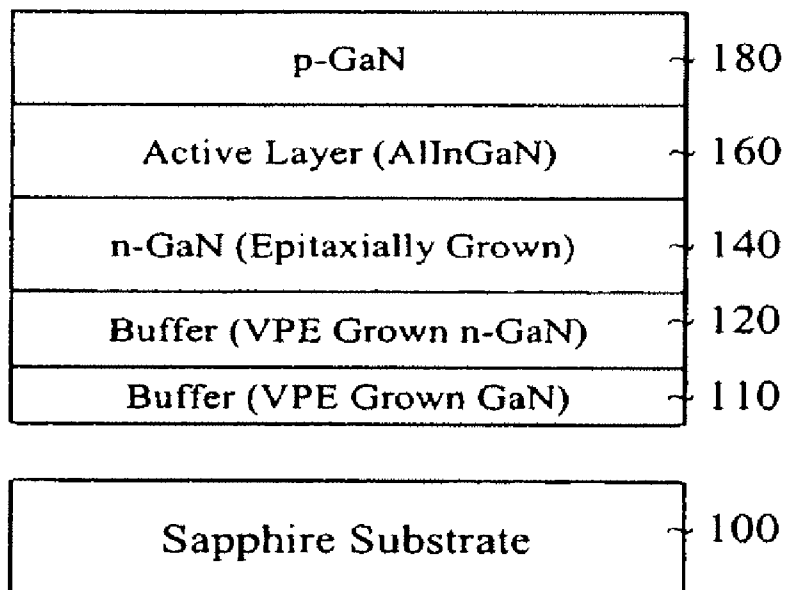 p-GaN 180
Active Layer (AlInGaN) 160
n-GaN (Epitaxially Grown) 140
Buffer (VPE Grown n-GaN) 120
Buffer (VPE Grown GaN) 110
Sapphire Substrate 100